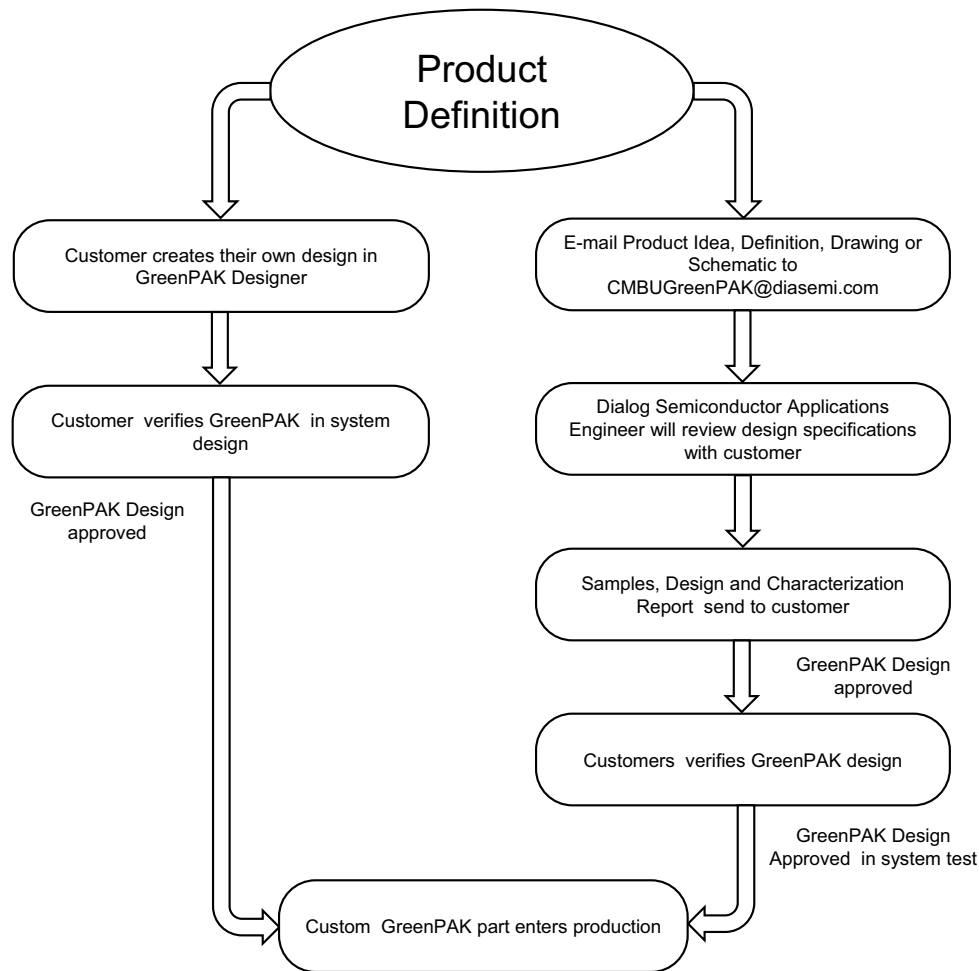 Product
Definition
Customer creates their own design in
GreenPAK Designer
Customer verifies GreenPAK in system
design
GreenPAK Design
approved
E-mail Product Idea, Definition, Drawing or
Schematic to
CMBUGreenPAK@diasemi.com
Dialog Semiconductor Applications
Engineer will review design specifications
with customer
Samples, Design and Characterization
Report send to customer
GreenPAK Design
approved
Customers verifies GreenPAK design
GreenPAK Design
Approved in system test
Custom GreenPAK part enters production